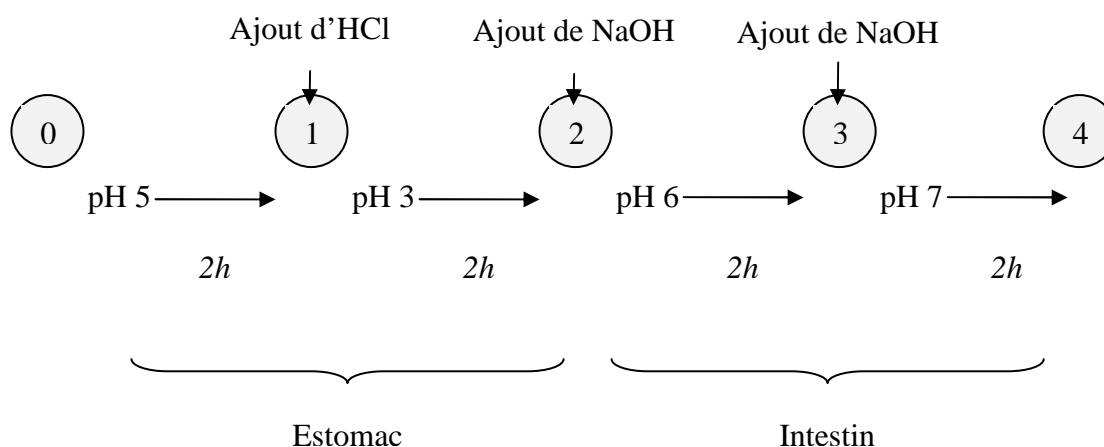 Ajout d’HCl Ajout de NaOH Ajout de NaOH
0 1 2 3 4
pH 5 pH 3 pH 6 pH 7
2h 2h 2h 2h
Estomac Intestin